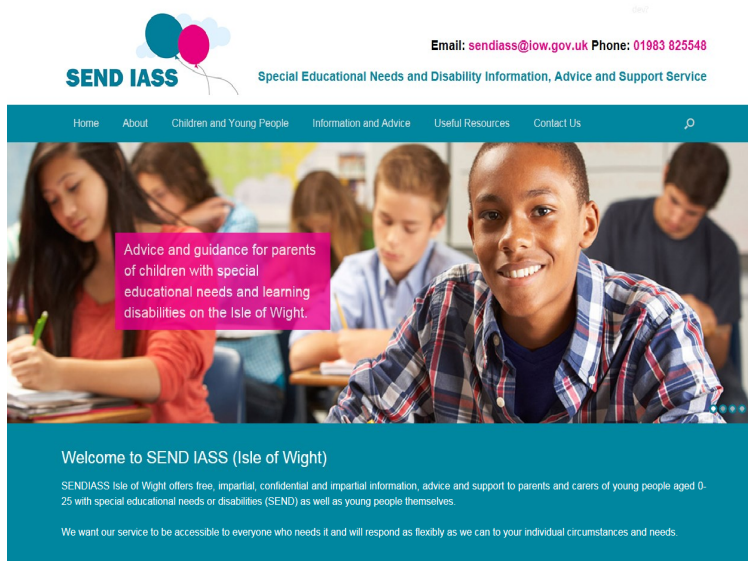 Email: sendiass@iow.gov.uk Phone: 01983 825548
SEND IASS
Special Educational Needs and Disability Information, Advice and Support Service
Home About Children and Young People Information and Advice Useful Resources Contact Us
Advice and guidance for parents
of children with special
educational needs and learning
disabilities on the Isle of Wight.
Welcome to SEND IASS (Isle of Wight)
SENDIASS Isle of Wight offers free, impartial, confidential and impartial information, advice and support to parents and carers of young people aged 0-
25 with special educational needs or disabilities (SEND) as well as young people themselves.
We want our service to be accessible to everyone who needs it and will respond as flexibly as we can to your individual circumstances and needs.